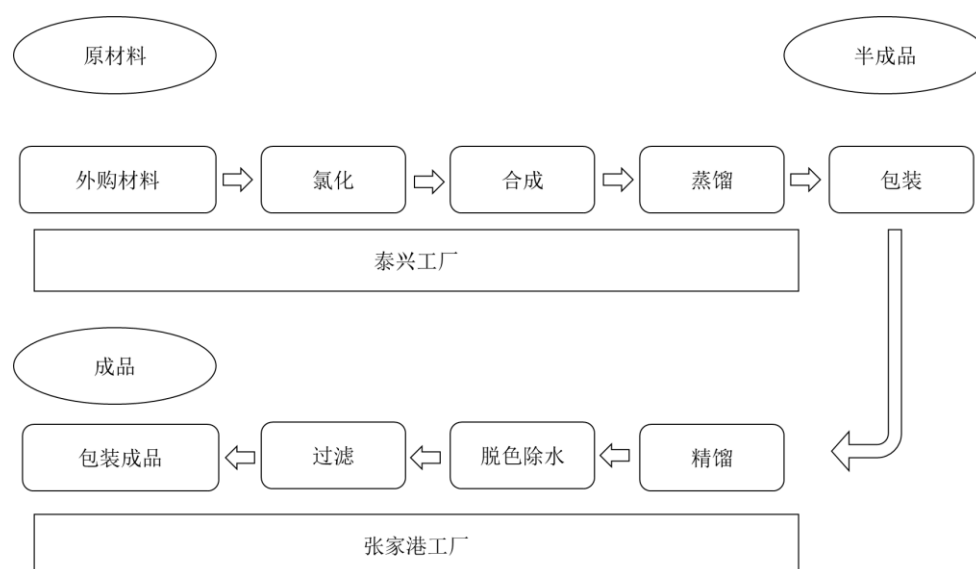 原材料
半成品
外购材料
氯化
合成
蒸馏
包装
泰兴工厂
成品
包装成品
过滤
脱色除水
精馏
张家港工厂